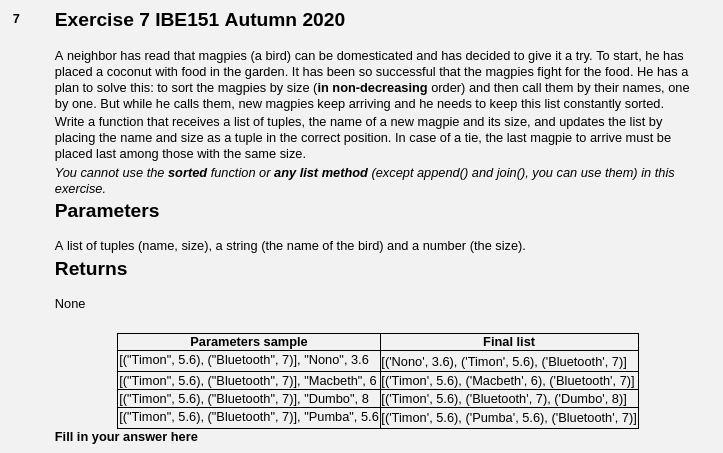 7 Exercise 7 IBE151 Autumn 2020
A neighbor has read that magpies (a bird) can be domesticated and has decided to give it a try. To start, he has
placed a coconut with food in the garden. It has been so successful that the magpies fight for the food. He has a
plan to solve this: to sort the magpies by size (in non-decreasing order) and then call them by their names, one
by one. But while he calls them, new magpies keep arriving and he needs to keep this list constantly sorted.
Write a function that receives a list of tuples, the name of a new magpie and its size, and updates the list by
placing the name and size as a tuple in the correct position. In case of a tie, the last magpie to arrive must be
placed last among those with the same size.
You cannot use the sorted function or any list method (except append() and join(), you can use them) in this
exercise.
Parameters
A list of tuples (name, size), a string (the name of the bird) and a number (the size).
Returns
None
Parameters sample Final list
[("Timon", 5.6), ("Bluetooth", 7)], "Nono", 3.6 [('Nono', 3.6), ('Timon', 5.6), ('Bluetooth', 7)]
[("Timon", 5.6), ("Bluetooth", 7)], "Macbeth", 6 [('Timon', 5.6), ('Macbeth', 6), ('Bluetooth', 7)]
[("Timon", 5.6), ("Bluetooth", 7)], "Dumbo", 8 [('Timon', 5.6), ('Bluetooth', 7), ('Dumbo', 8)]
[("Timon", 5.6), ("Bluetooth", 7)], "Pumba", 5.6 [('Timon', 5.6), ('Pumba', 5.6), ('Bluetooth', 7)]
Fill in your answer here